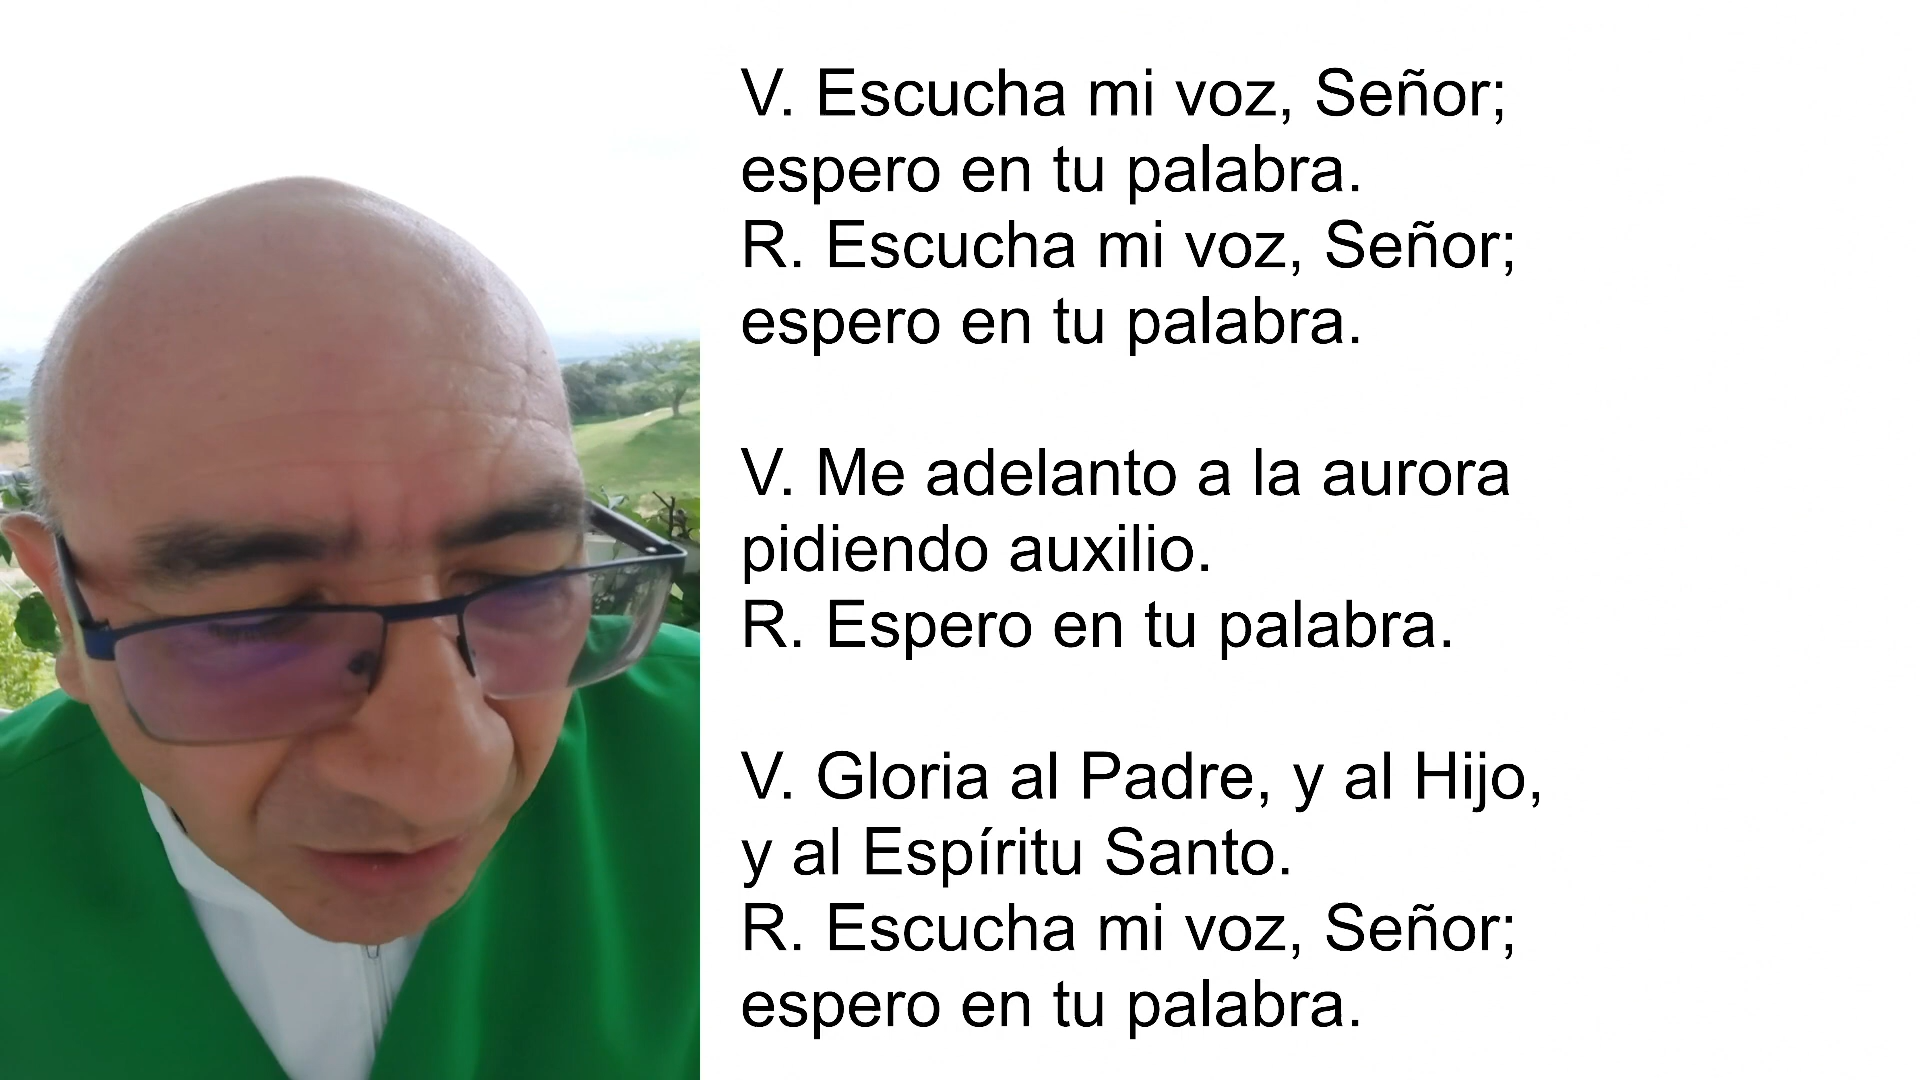 V. Escucha mi voz, Señor;
espero en tu palabra.
R. Escucha mi voz, Señor;
espero en tu palabra.
V. Me adelanto a la aurora
pidiendo auxilio.
R. Espero en tu palabra.
V. Gloria al Padre, y al Hijo,
y al Espíritu Santo.
R. Escucha mi voz, Señor;
espero en tu palabra.